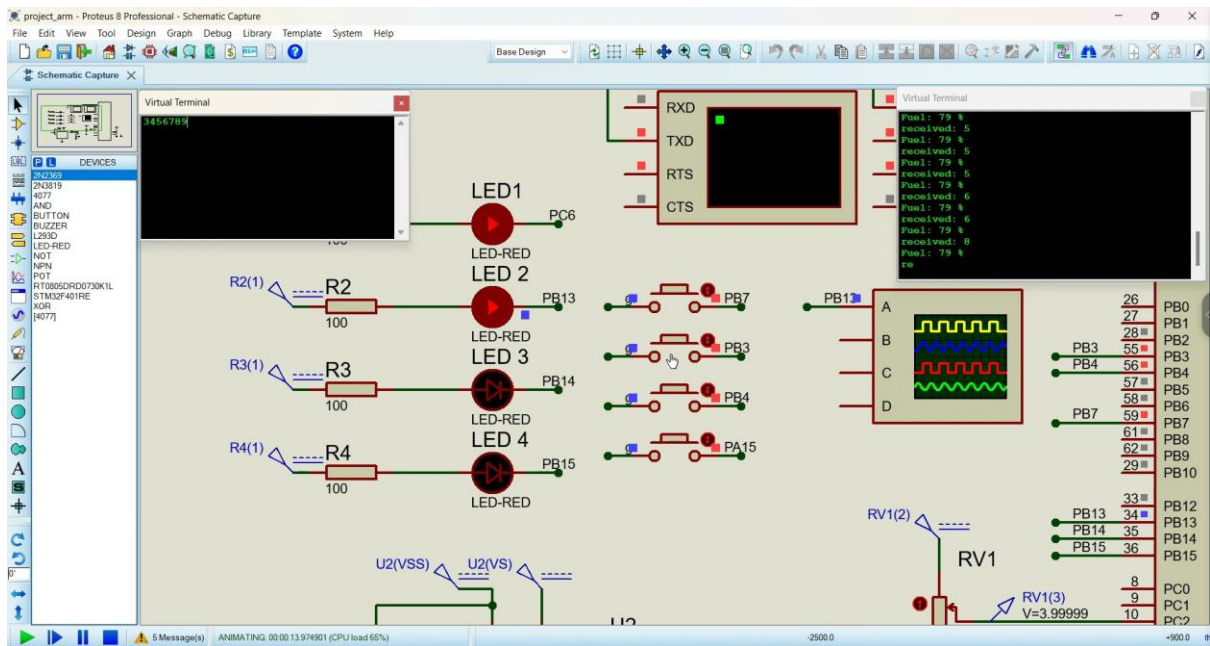 project_arm - Proteus 8 Professional - Schematic Capture
File Edit View Tool Design Graph Debug Library Template System Help
Base Design
Schematic Capture
Virtual Terminal
3456789
Virtual Terminal
Fuel: 79 %
received: 5
Fuel: 79 %
received: 5
Fuel: 79 %
received: 5
Fuel: 79 %
received: 6
Fuel: 79 %
received: 6
Fuel: 79 %
received: 8
Fuel: 79 %
re
P L DEVICES
2N2369
2N3819
4077
AND
BUTTON
BUZZER
L293D
LED-RED
NOT
NPN
POT
RT0805DRD0730K1L
STM32F401RE
XOR
[4077]
RXD
TXD
RTS
CTS
LED1
PC6
LED-RED
100
R2(1)
R2
100
LED 2
PB13
LED-RED
R3(1)
R3
100
LED 3
PB14
LED-RED
R4(1)
R4
100
LED 4
PB15
LED-RED
g PB7
g PB3
g PB4
g PA15
PB13
A
B
C
D
26 PB0
27 PB1
28 PB2
PB3 55 PB3
PB4 56 PB4
57 PB5
58 PB6
PB7 59 PB7
61 PB8
62 PB9
29 PB10
33 PB12
PB13 34 PB13
PB14 35 PB14
PB15 36 PB15
8 PC0
9 PC1
10 PC2
U2(VSS)
U2(VS)
RV1(2)
RV1
RV1(3)
V=3.99999
5 Message(s)
ANIMATING: 00:00:13.974901 (CPU load 65%)
-2500.0
+900.0
th